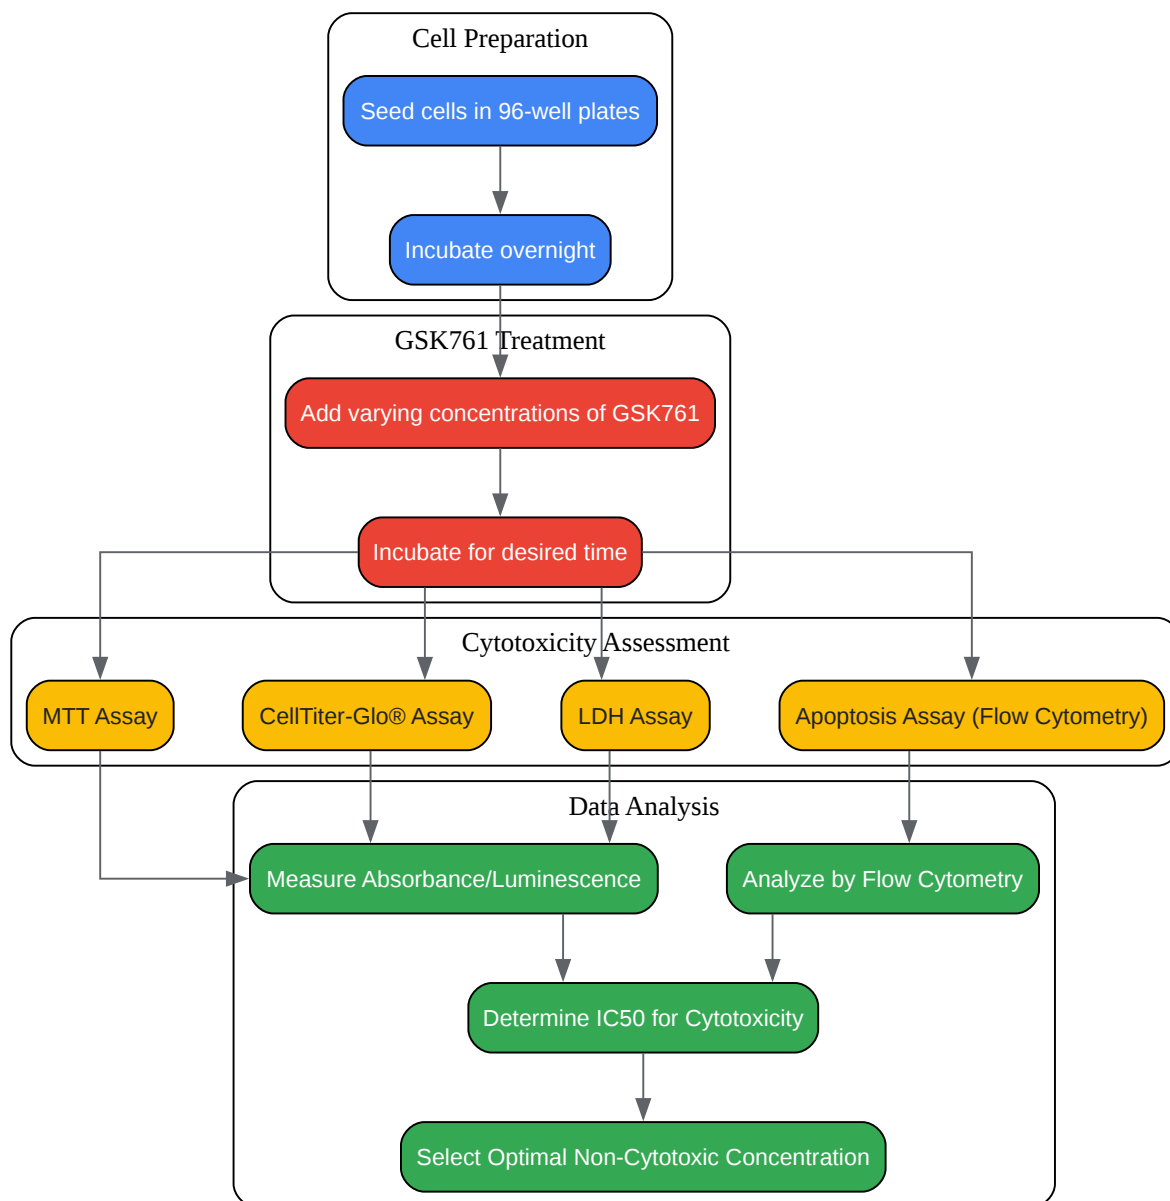 Cell Preparation
Seed cells in 96-well plates
Incubate overnight
GSK761 Treatment
Add varying concentrations of GSK761
Incubate for desired time
Cytotoxicity Assessment
MTT Assay
CellTiter-Glo® Assay
LDH Assay
Apoptosis Assay (Flow Cytometry)
Data Analysis
Measure Absorbance/Luminescence
Analyze by Flow Cytometry
Determine IC50 for Cytotoxicity
Select Optimal Non-Cytotoxic Concentration